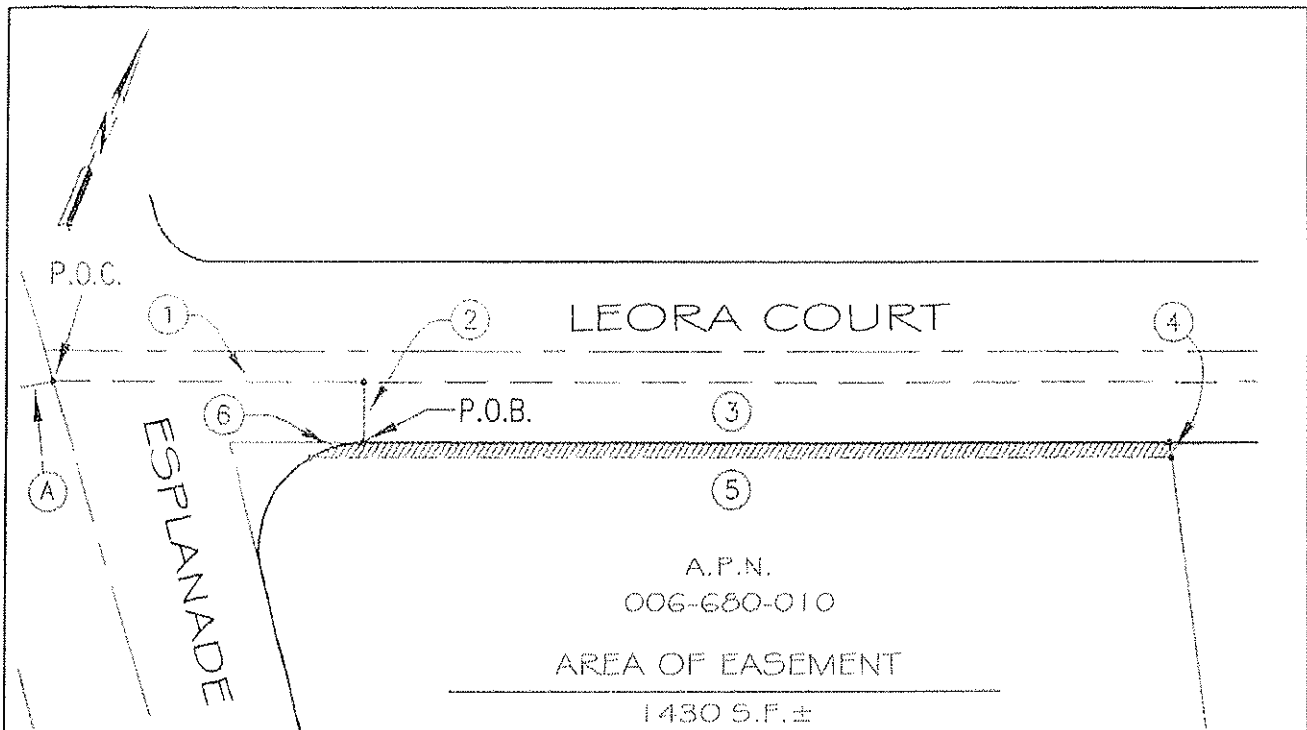 P.O.C.
1
2
LEORA COURT
4
6
P.O.B.
3
A
ESPLANADE
5
A.P.N.
006-680-010
AREA OF EASEMENT
1430 S.F.±